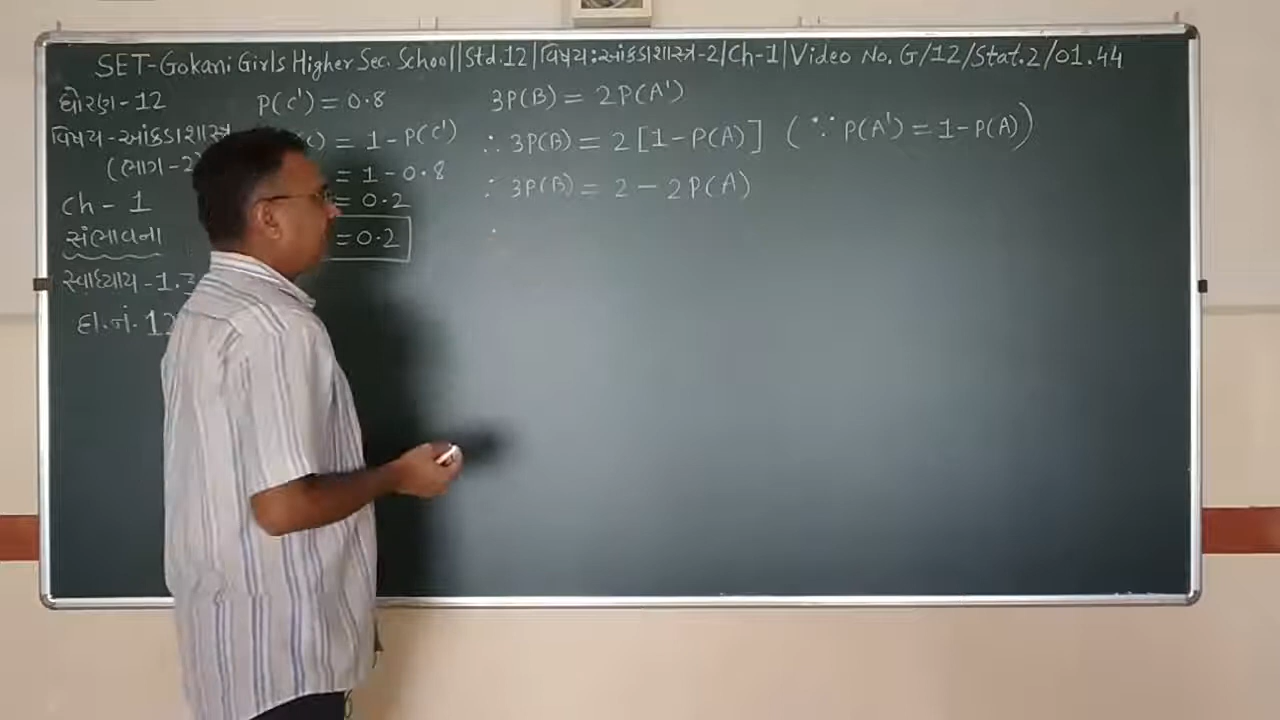 SET-Gokani Girls Higher Sec. School|Std.12|વિષય:આંકડાશાસ્ત્ર-2|Ch-1|Video No. G/12/Stat.2/01.44
ધોરણ-12
વિષય-આંકડાશાસ્ત્ર
(ભાગ-2)
Ch-1
સંભાવના
સ્વાધ્યાય-1.3
દા.નં. 12
P(C') = 0.8
= 1-P(C')
= 1-0.8
= 0.2
= 0.2
3P(B) = 2P(A')
∴ 3P(B) = 2[1-P(A)] (∵ P(A') = 1-P(A))
∴ 3P(B) = 2 - 2P(A)